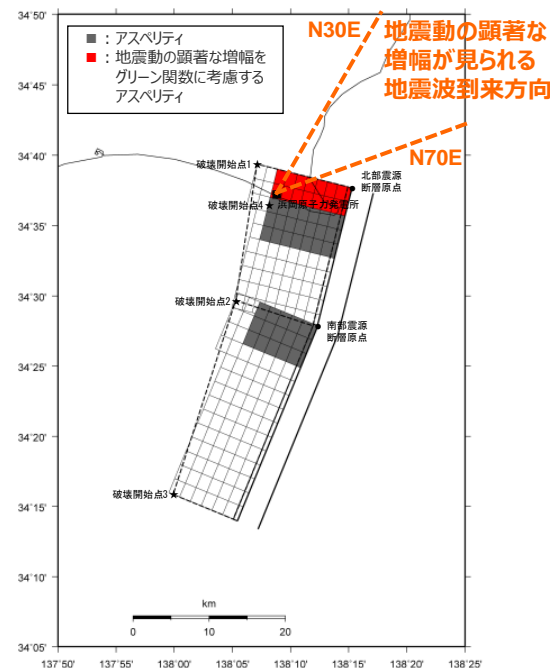 ■ : アスペリティ
■ : 地震動の顕著な増幅を
グリーン関数に考慮する
アスペリティ
N30E
地震動の顕著な
増幅が見られる
地震波到来方向
N70E
破壊開始点1
北部震源
断層原点
破壊開始点4
浜岡原子力発電所
破壊開始点2
南部震源
断層原点
破壊開始点3
km
0 10 20
34°50'
34°45'
34°40'
34°35'
34°30'
34°25'
34°20'
34°15'
34°10'
34°05'
137°50' 137°55' 138°00' 138°05' 138°10' 138°15' 138°20' 138°25'